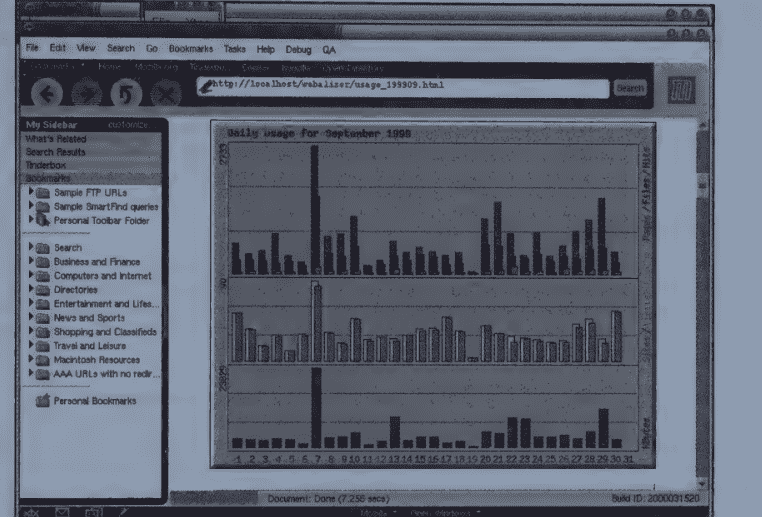 File Edit View Search Go Bookmarks Tasks Help Debug QA
http://localhost/webalizer/usage_199909.html
Search
My Sidebar customize...
What's Related
Search Results
Tinderbox
Bookmarks
Sample FTP URLs
Sample SmartFind queries
Personal Toolbar Folder
Search
Business and Finance
Computers and Internet
Directories
Entertainment and Lifes...
News and Sports
Shopping and Classifieds
Travel and Leisure
Macintosh Resources
AAA URLs with no redir...
Personal Bookmarks
Daily usage for September 1999
Pages/Files/Hits
1 2 3 4 5 6 7 8 9 10 11 12 13 14 15 16 17 18 19 20 21 22 23 24 25 26 27 28 29 30 31
Document: Done (7.256 secs)
Build ID: 2000031520